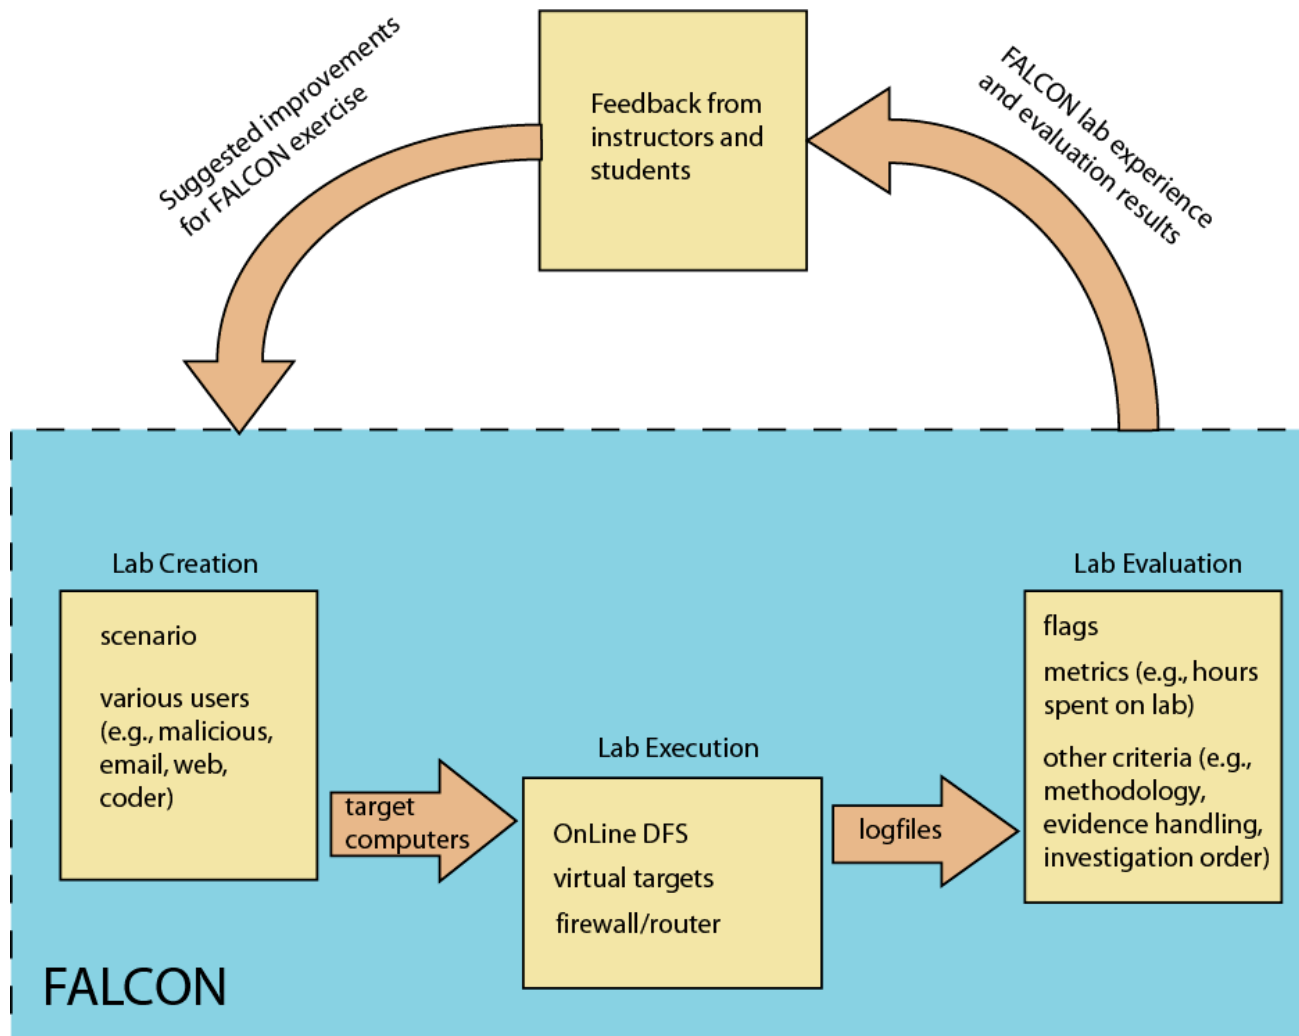 Suggested improvements
for FALCON exercise
Feedback from
instructors and
students
FALCON lab experience
and evaluation results
Lab Creation
scenario
various users
(e.g., malicious,
email, web,
coder)
target
computers
Lab Execution
OnLine DFS
virtual targets
firewall/router
logfiles
Lab Evaluation
flags
metrics (e.g., hours
spent on lab)
other criteria (e.g.,
methodology,
evidence handling,
investigation order)
FALCON